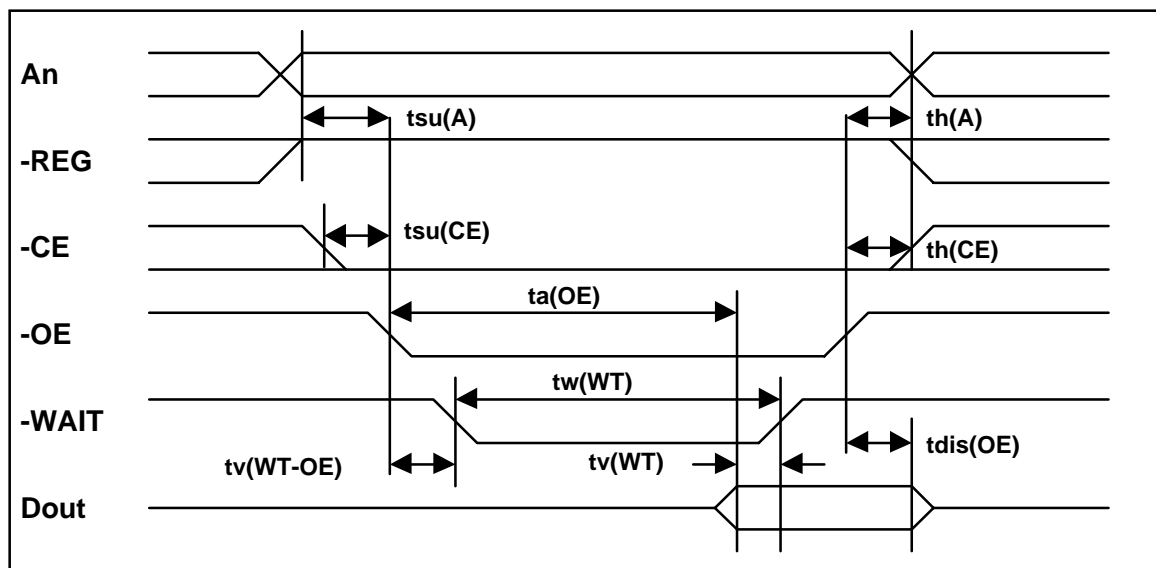 An
tsu(A)
th(A)
-REG
-CE
tsu(CE)
th(CE)
ta(OE)
-OE
tw(WT)
-WAIT
tv(WT-OE)
tv(WT)
tdis(OE)
Dout